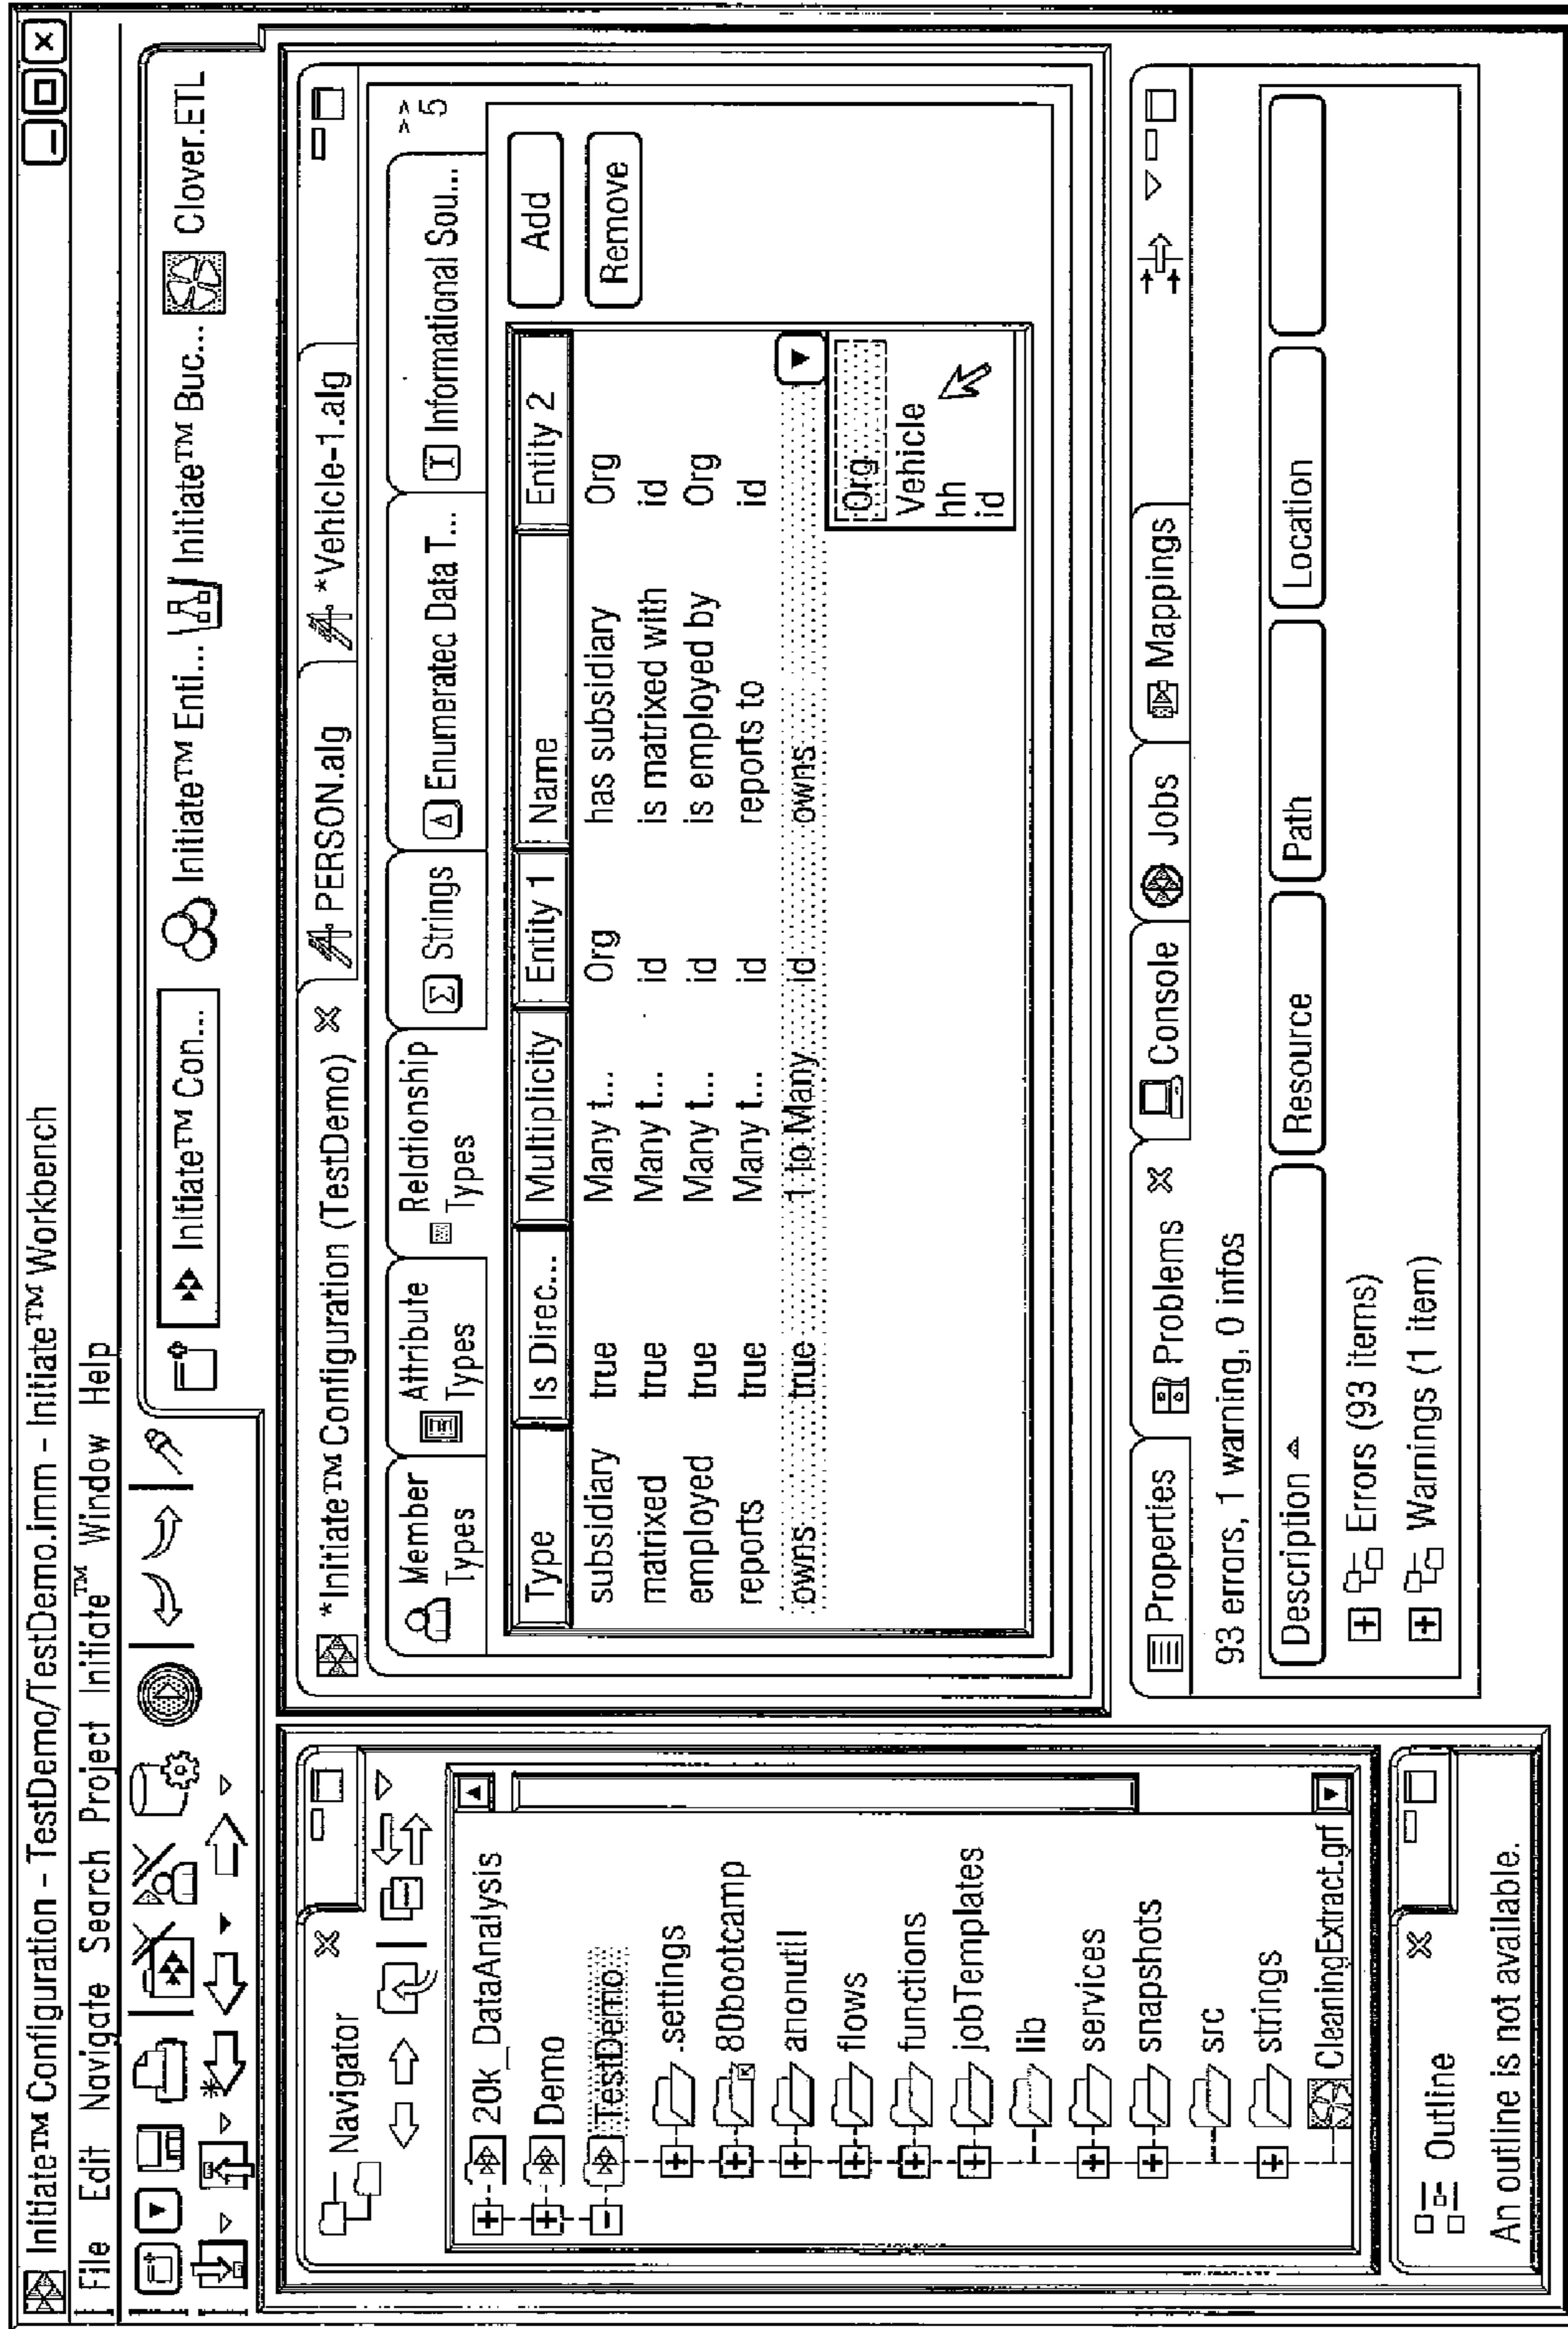 Initiate™ Configuration - TestDemo/TestDemo.imm - Initiate™ Workbench
File Edit Navigate Search Project Initiate™ Window Help
Initiate™ Con... Initiate™ Enti... Initiate™ Buc... Clover.ETL
Navigator
20k_DataAnalysis
Demo
TestDemo
.settings
80bootcamp
anonutil
flows
functions
jobTemplates
lib
services
snapshots
src
strings
CleaningExtract.grf
Outline
An outline is not available.
*Initiate™ Configuration (TestDemo) PERSON.alg *Vehicle-1.alg
Member Types Attribute Types Relationship Types Strings Enumeratec Data T... Informational Sou... >> 5
Type Is Direc... Multiplicity Entity 1 Name Entity 2
subsidiary true Many t... Org has subsidiary Org
matrixed true Many t... id is matrixed with id
employed true Many t... id is employed by Org
reports true Many t... id reports to id
owns true 1 to Many id owns
Org
Vehicle
hh
id
Add
Remove
Properties Problems Console Jobs Mappings
93 errors, 1 warning, 0 infos
Description Resource Path Location
Errors (93 items)
Warnings (1 item)